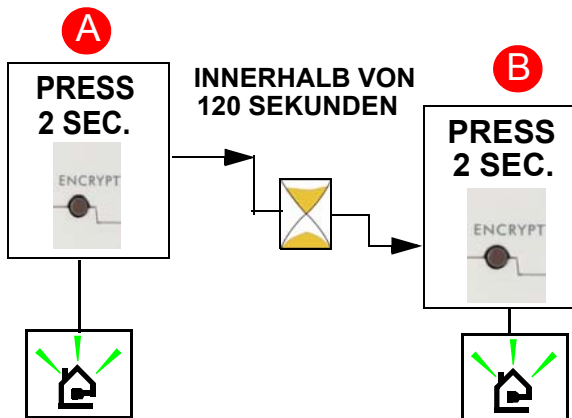 A
PRESS
2 SEC.
ENCRYPT
INNERHALB VON
120 SEKUNDEN
B
PRESS
2 SEC.
ENCRYPT